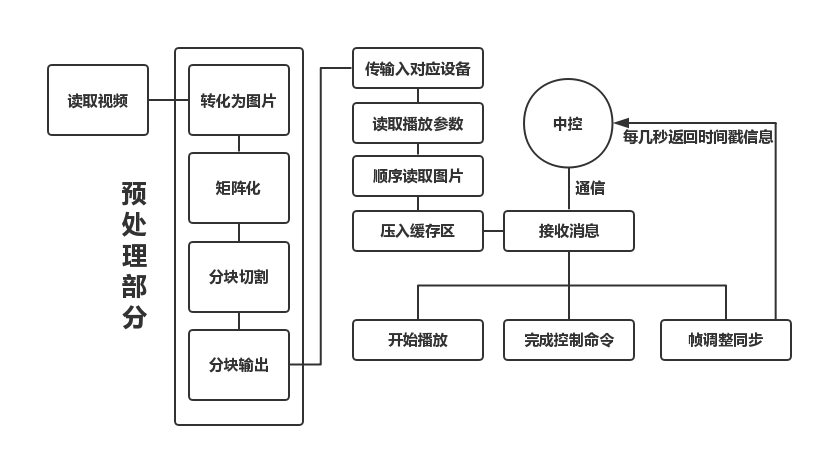 读取视频
转化为图片
矩阵化
分块切割
分块输出
预处理部分
传输入对应设备
读取播放参数
顺序读取图片
压入缓存区
中控
每几秒返回时间戳信息
通信
接收消息
开始播放
完成控制命令
帧调整同步